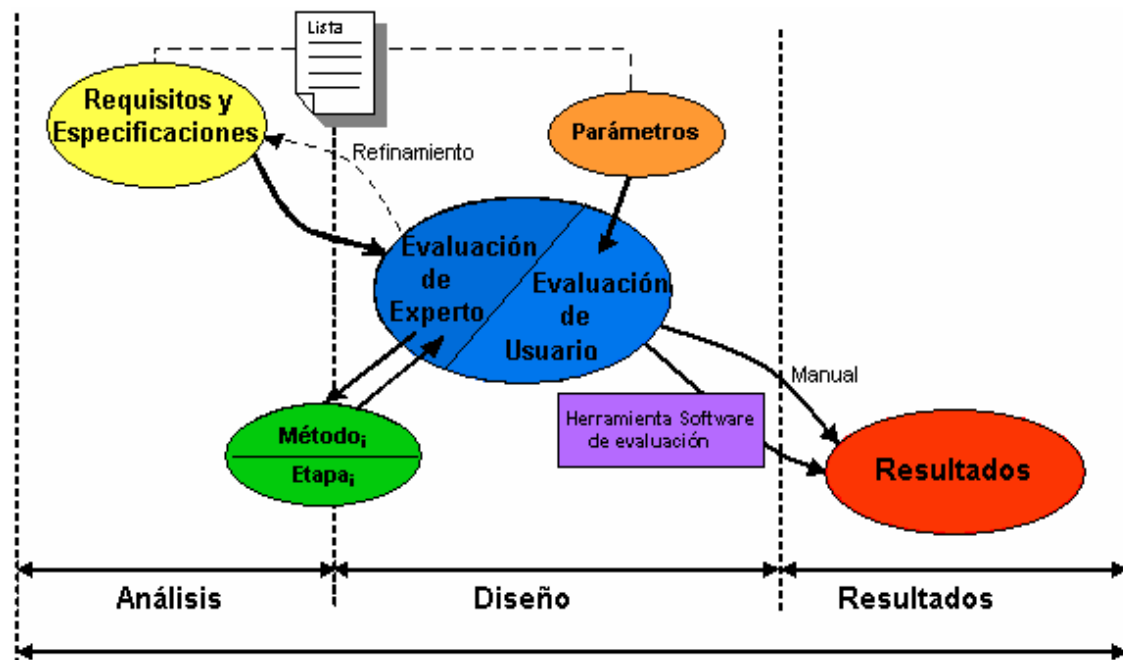 Lista
Requisitos y
Especificaciones
Parámetros
Refinamiento
Evaluación
de
Experto
Evaluación
de
Usuario
Manual
Herramienta Software
de evaluación
Métodoi
Etapai
Resultados
Análisis
Diseño
Resultados